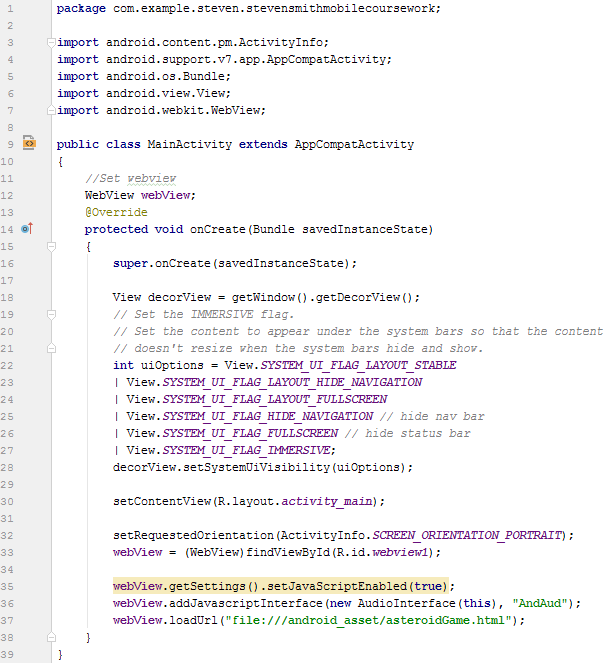 1 package com.example.steven.stevensmithmobilecoursework;
2
3 import android.content.pm.ActivityInfo;
4 import android.support.v7.app.AppCompatActivity;
5 import android.os.Bundle;
6 import android.view.View;
7 import android.webkit.WebView;
8
9 public class MainActivity extends AppCompatActivity
10 {
11 //Set webview
12 WebView webView;
13 @Override
14 protected void onCreate(Bundle savedInstanceState)
15 {
16 super.onCreate(savedInstanceState);
17
18 View decorView = getWindow().getDecorView();
19 // Set the IMMERSIVE flag.
20 // Set the content to appear under the system bars so that the content
21 // doesn't resize when the system bars hide and show.
22 int uiOptions = View.SYSTEM_UI_FLAG_LAYOUT_STABLE
23 | View.SYSTEM_UI_FLAG_LAYOUT_HIDE_NAVIGATION
24 | View.SYSTEM_UI_FLAG_LAYOUT_FULLSCREEN
25 | View.SYSTEM_UI_FLAG_HIDE_NAVIGATION // hide nav bar
26 | View.SYSTEM_UI_FLAG_FULLSCREEN // hide status bar
27 | View.SYSTEM_UI_FLAG_IMMERSIVE;
28 decorView.setSystemUiVisibility(uiOptions);
29
30 setContentView(R.layout.activity_main);
31
32 setRequestedOrientation(ActivityInfo.SCREEN_ORIENTATION_PORTRAIT);
33 webView = (WebView)findViewById(R.id.webview1);
34
35 webView.getSettings().setJavaScriptEnabled(true);
36 webView.addJavascriptInterface(new AudioInterface(this), "AndAud");
37 webView.loadUrl("file:///android_asset/asteroidGame.html");
38 }
39 }